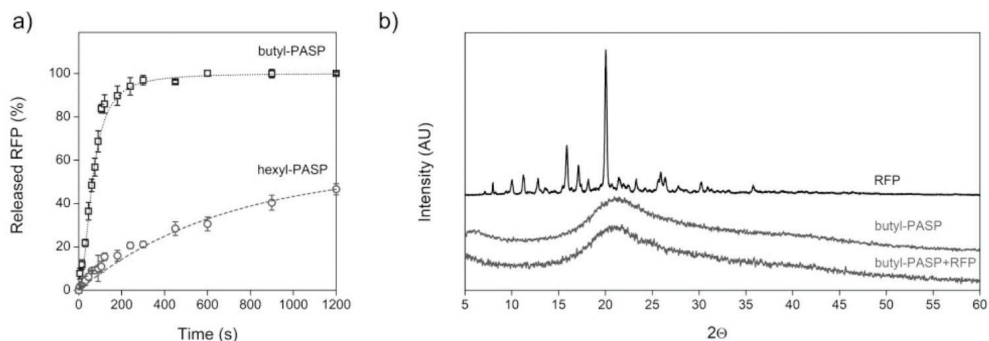 a)
butyl-PASP
hexyl-PASP
Released RFP (%)
100
80
60
40
20
0
0 200 400 600 800 1000 1200
Time (s)
b)
Intensity (AU)
RFP
butyl-PASP
butyl-PASP+RFP
5 10 15 20 25 30 35 40 45 50 55 60
2Θ